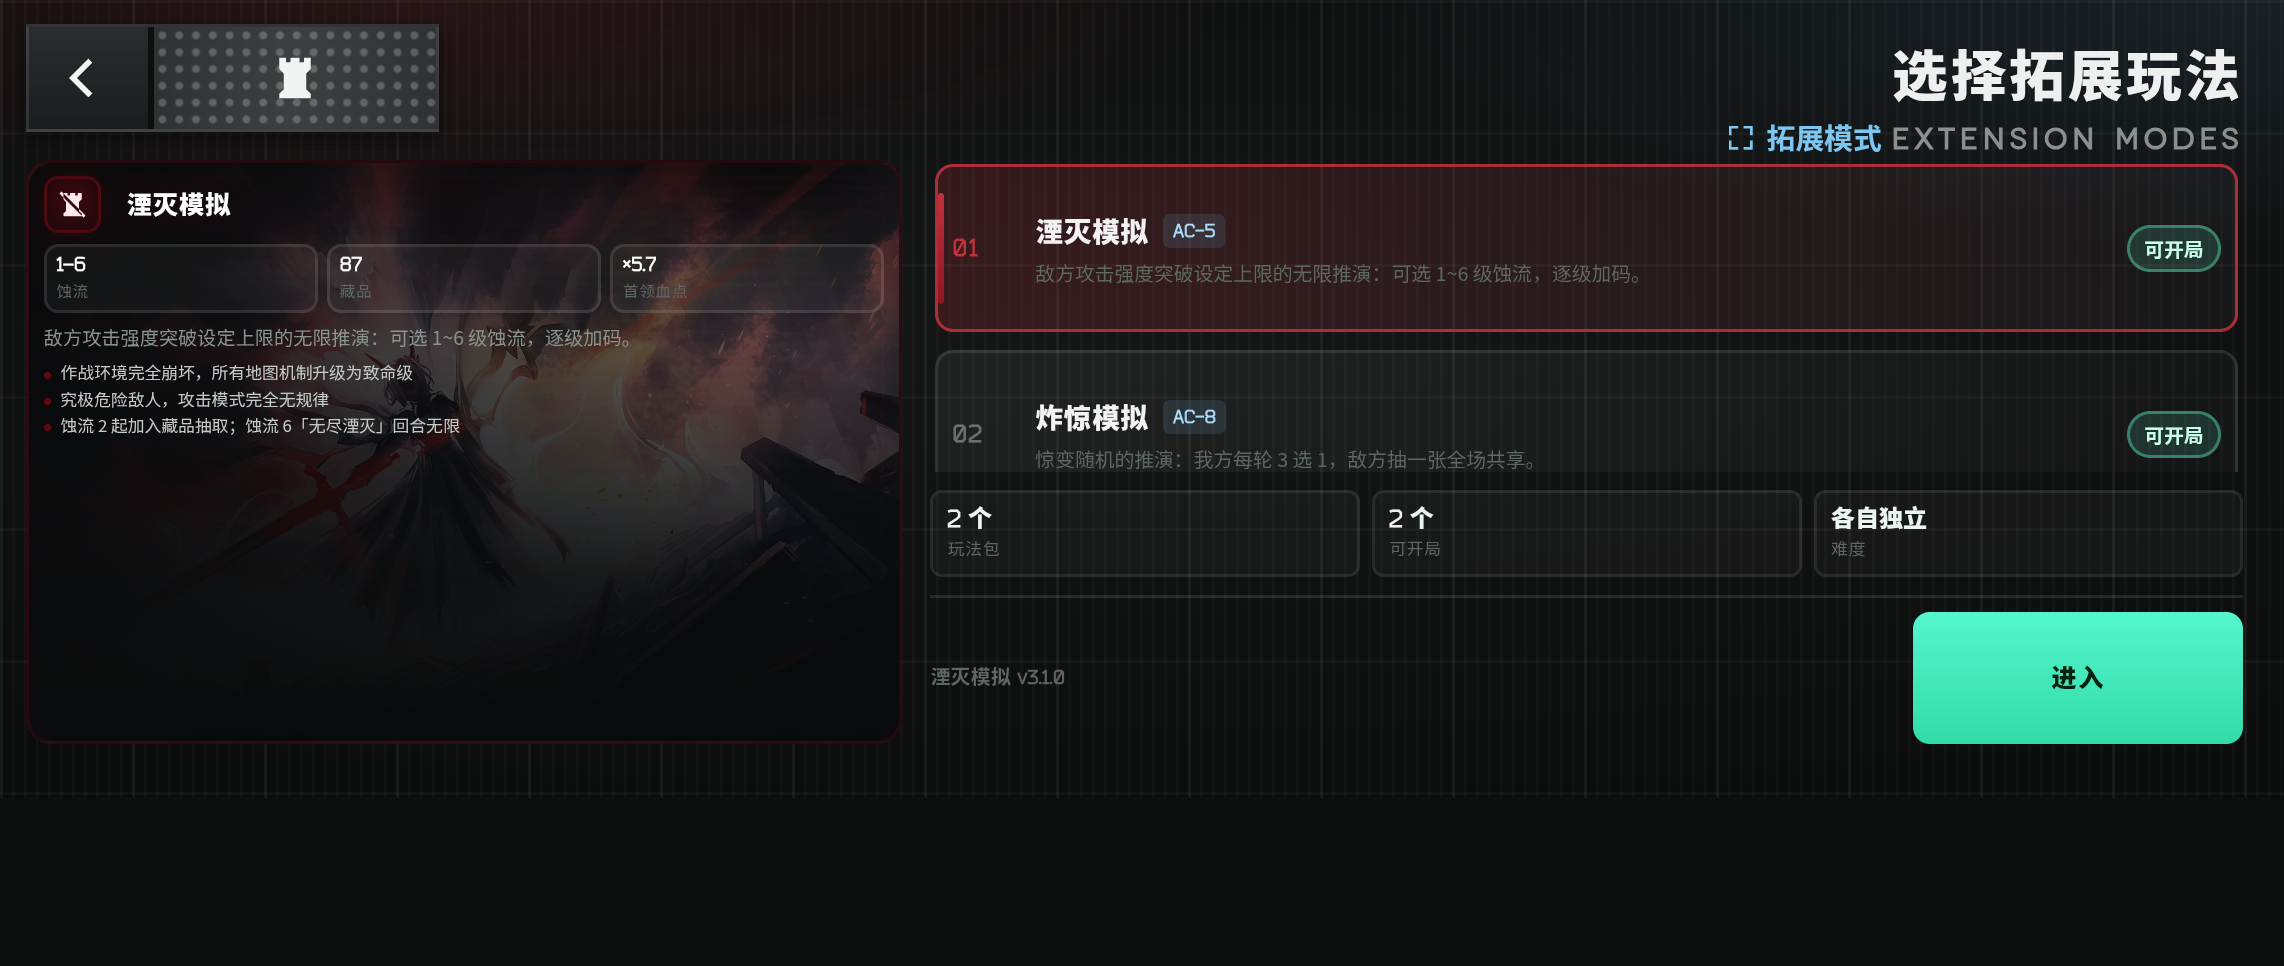 选择拓展玩法
拓展模式 EXTENSION MODES
湮灭模拟
1-6
蚀流
87
藏品
×5.7
首领血点
敌方攻击强度突破设定上限的无限推演：可选 1~6 级蚀流，逐级加码。
作战环境完全崩坏，所有地图机制升级为致命级
究极危险敌人，攻击模式完全无规律
蚀流 2 起加入藏品抽取；蚀流 6「无尽湮灭」回合无限
01
湮灭模拟 AC-5
敌方攻击强度突破设定上限的无限推演：可选 1~6 级蚀流，逐级加码。
可开局
02
炸惊模拟 AC-8
惊变随机的推演：我方每轮 3 选 1，敌方抽一张全场共享。
可开局
2 个
玩法包
2 个
可开局
各自独立
难度
湮灭模拟 v3.1.0
进入